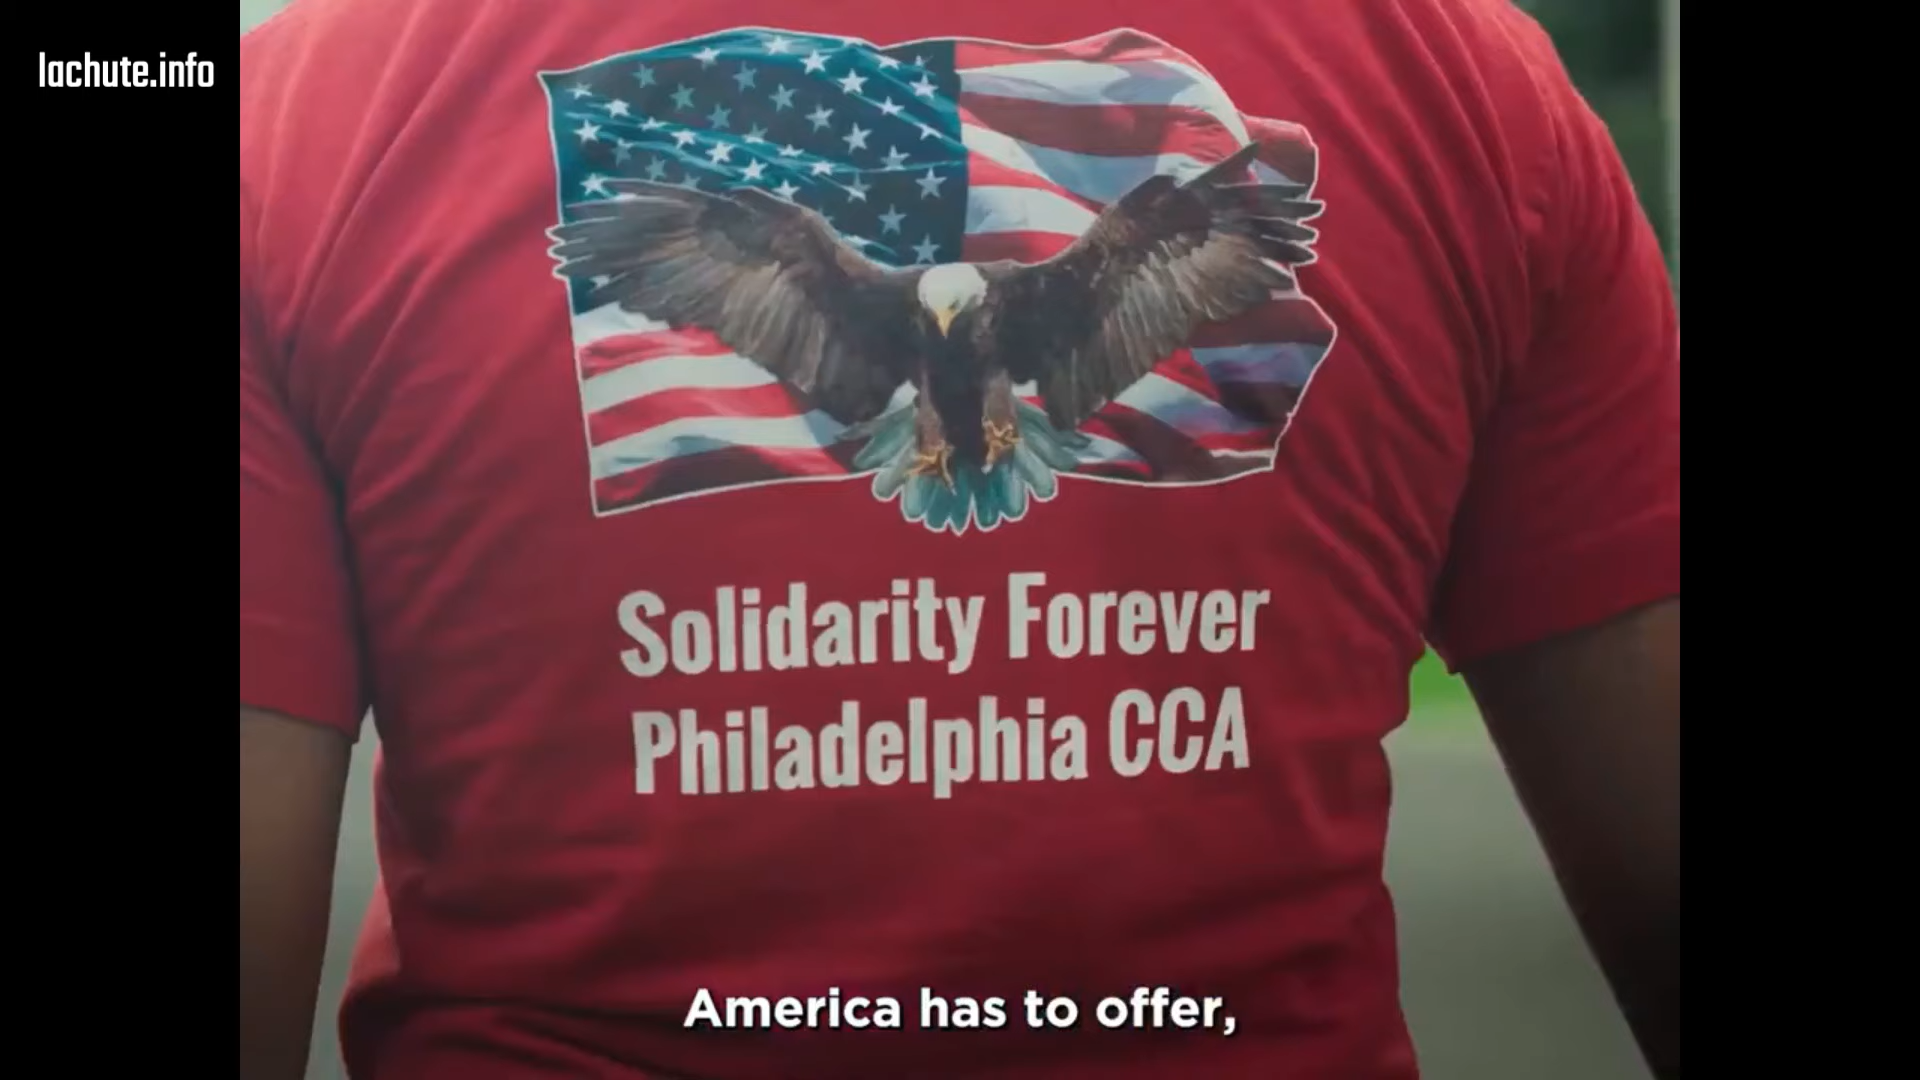 lachute.info
Solidarity Forever
Philadelphia CCA
America has to offer,